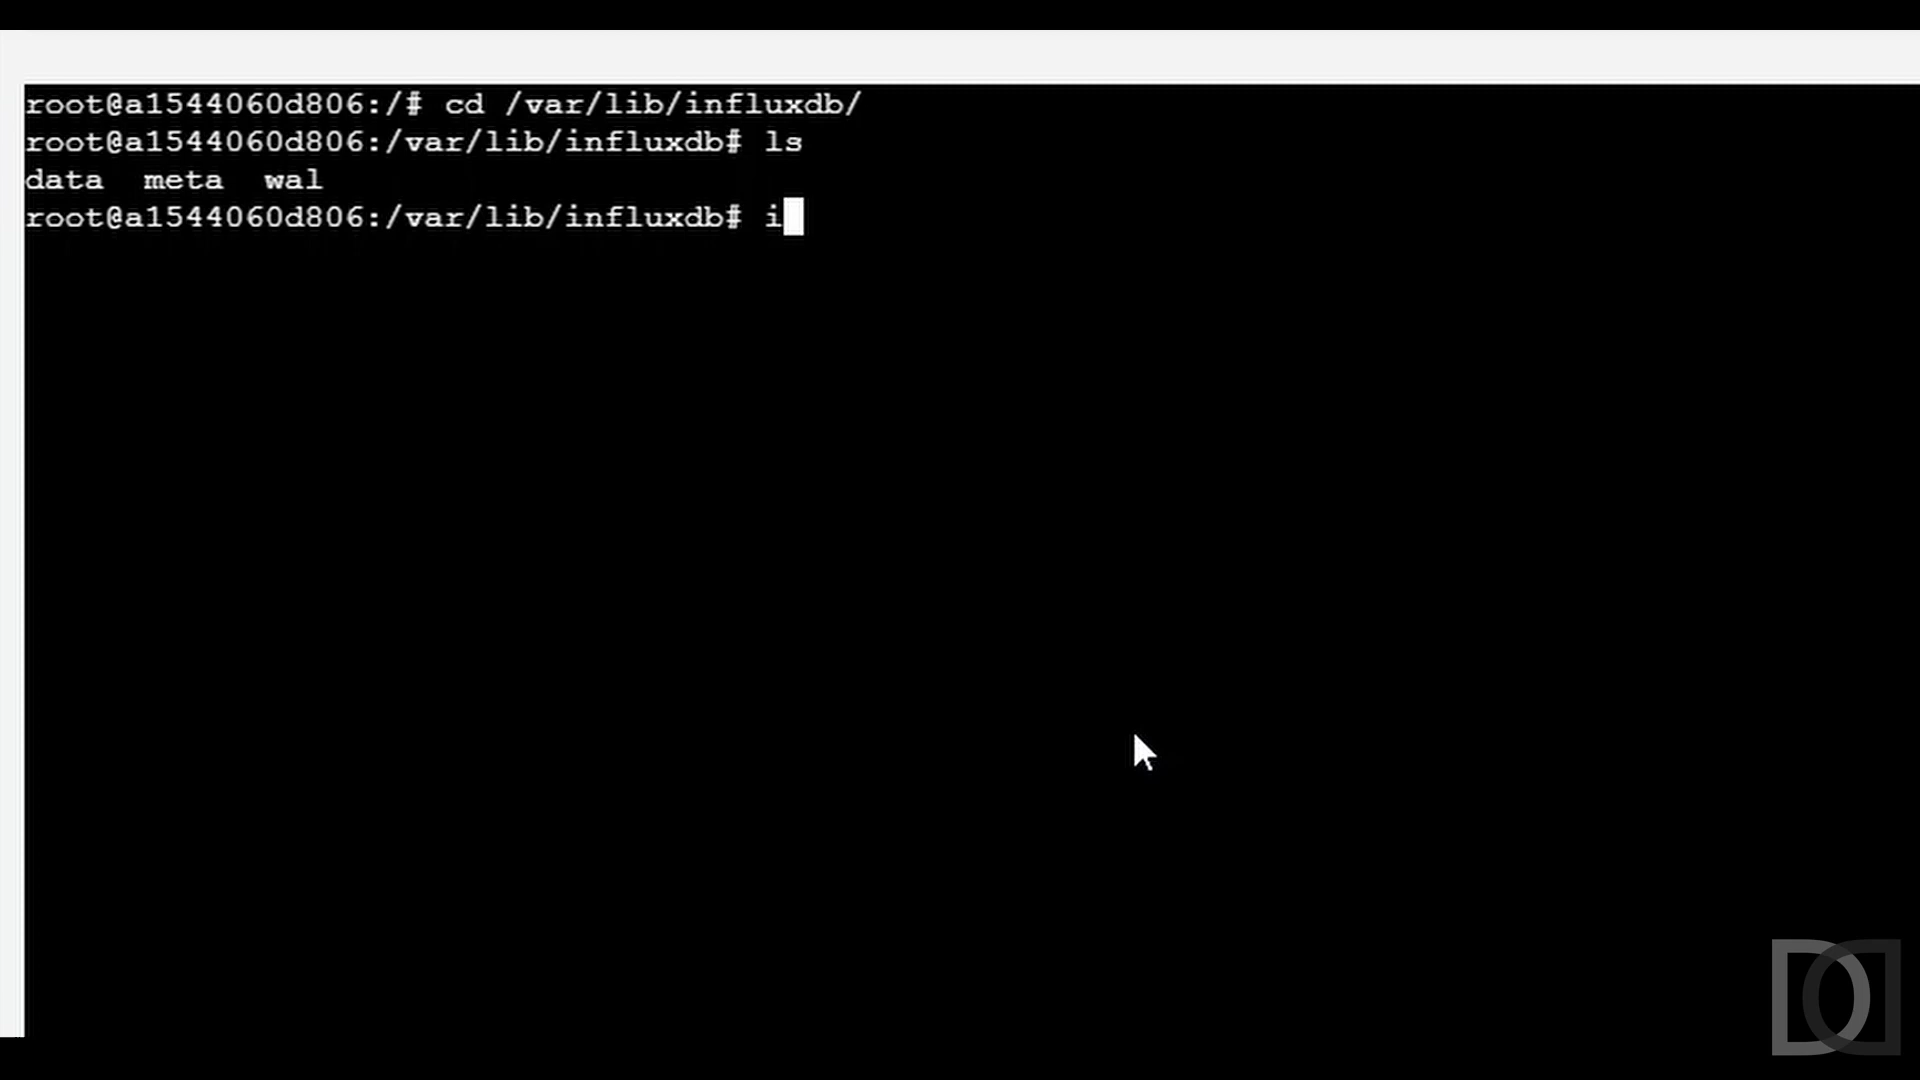 root@a1544060d806:/# cd /var/lib/influxdb/
root@a1544060d806:/var/lib/influxdb# ls
data  meta  wal
root@a1544060d806:/var/lib/influxdb# i